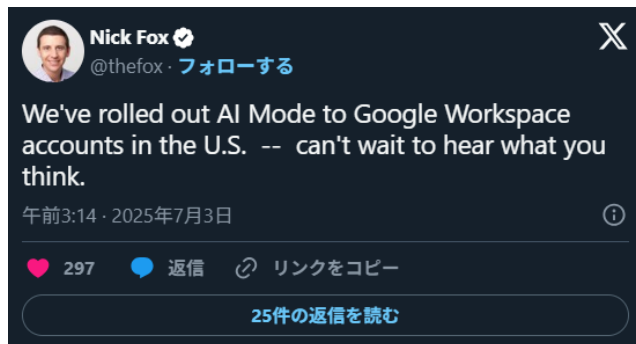 Nick Fox
@thefox · フォローする
We've rolled out AI Mode to Google Workspace
accounts in the U.S.  --  can't wait to hear what you
think.
午前3:14 · 2025年7月3日
297 返信 リンクをコピー
25件の返信を読む